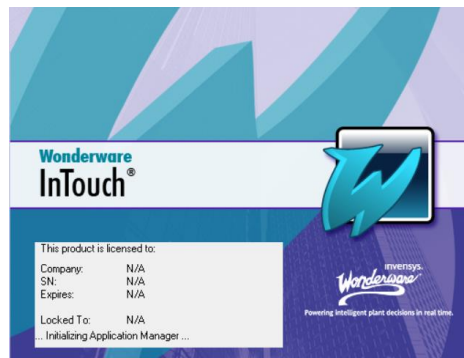 Wonderware
InTouch®
This product is licensed to:
Company: N/A
SN: N/A
Expires: N/A
Locked To: N/A
... Initializing Application Manager ...
invensys.
Wonderware
Powering intelligent plant decisions in real time.